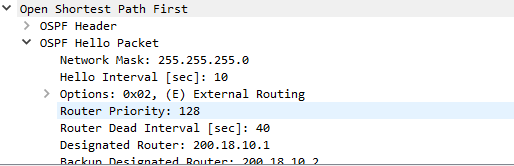 Open Shortest Path First
OSPF Header
OSPF Hello Packet
Network Mask: 255.255.255.0
Hello Interval [sec]: 10
Options: 0x02, (E) External Routing
Router Priority: 128
Router Dead Interval [sec]: 40
Designated Router: 200.18.10.1
Backup Designated Router: 200.18.10.2